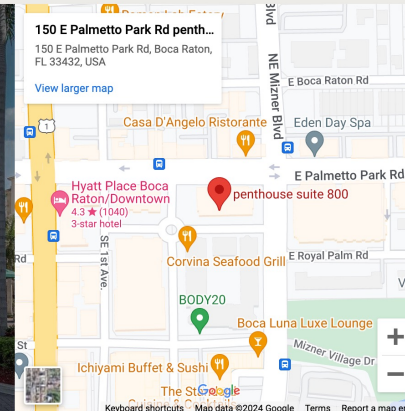 150 E Palmetto Park Rd penth...
150 E Palmetto Park Rd, Boca Raton,
FL 33432, USA
View larger map
Blvd
NE Mizner Blvd
E Boca Raton Rd
1
Casa D'Angelo Ristorante
Eden Day Spa
E Palmetto Park Rd
Hyatt Place Boca
Raton/Downtown
4.3 ★ (1040)
3-star hotel
penthouse suite 800
SE 1st Ave.
Rd
Corvina Seafood Grill
E Royal Palm Rd
BODY20
Boca Luna Luxe Lounge
St
Mizner Village Dr
Ichiyami Buffet & Sushi
+
−
Google
Keyboard shortcuts
Map data ©2024 Google
Terms
Report a map e